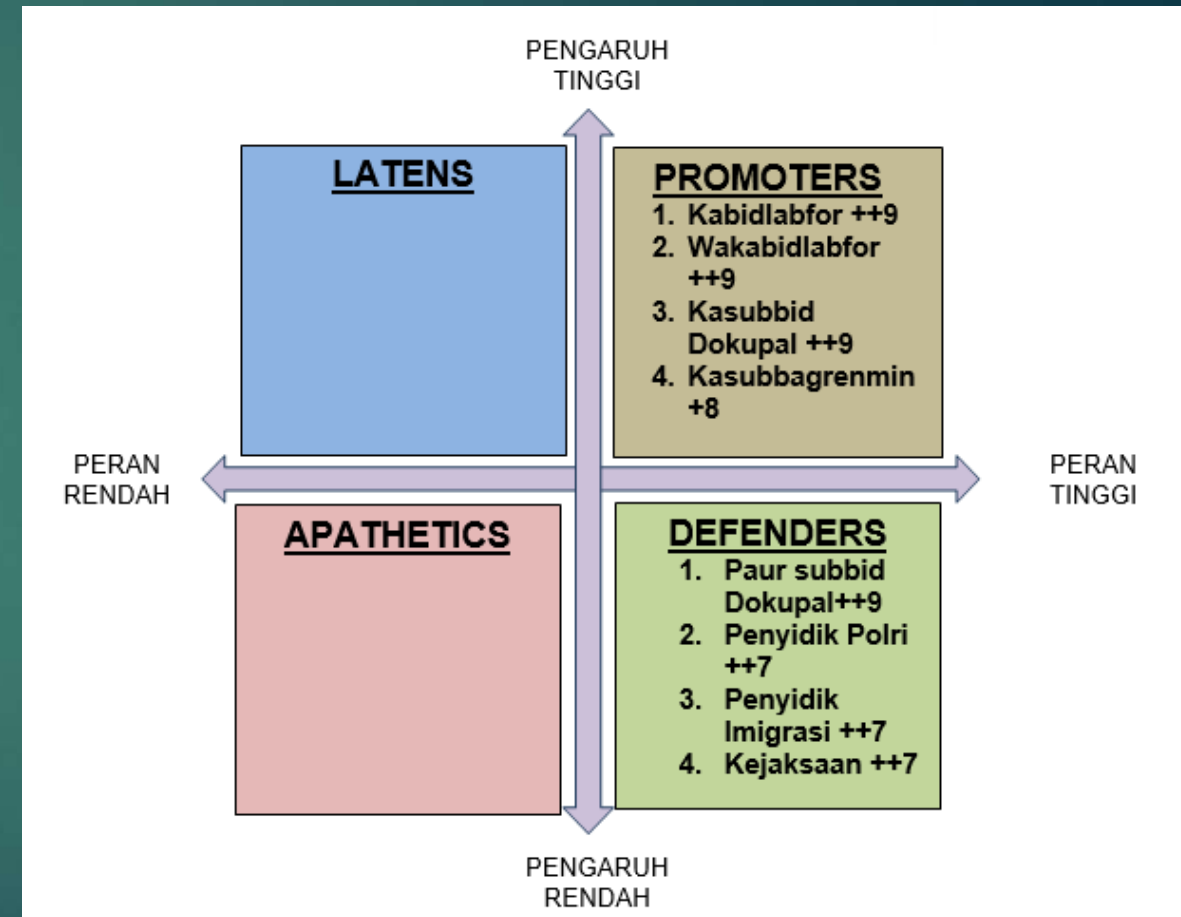 PENGARUH
TINGGI
LATENS
PROMOTERS
1. Kabidlabfor ++9
2. Wakabidlabfor
++9
3. Kasubbid
Dokupal ++9
4. Kasubbagrenmin
+8
PERAN
RENDAH
PERAN
TINGGI
APATHETICS
DEFENDERS
1. Paur subbid
Dokupal++9
2. Penyidik Polri
++7
3. Penyidik
Imigrasi ++7
4. Kejaksaan ++7
PENGARUH
RENDAH